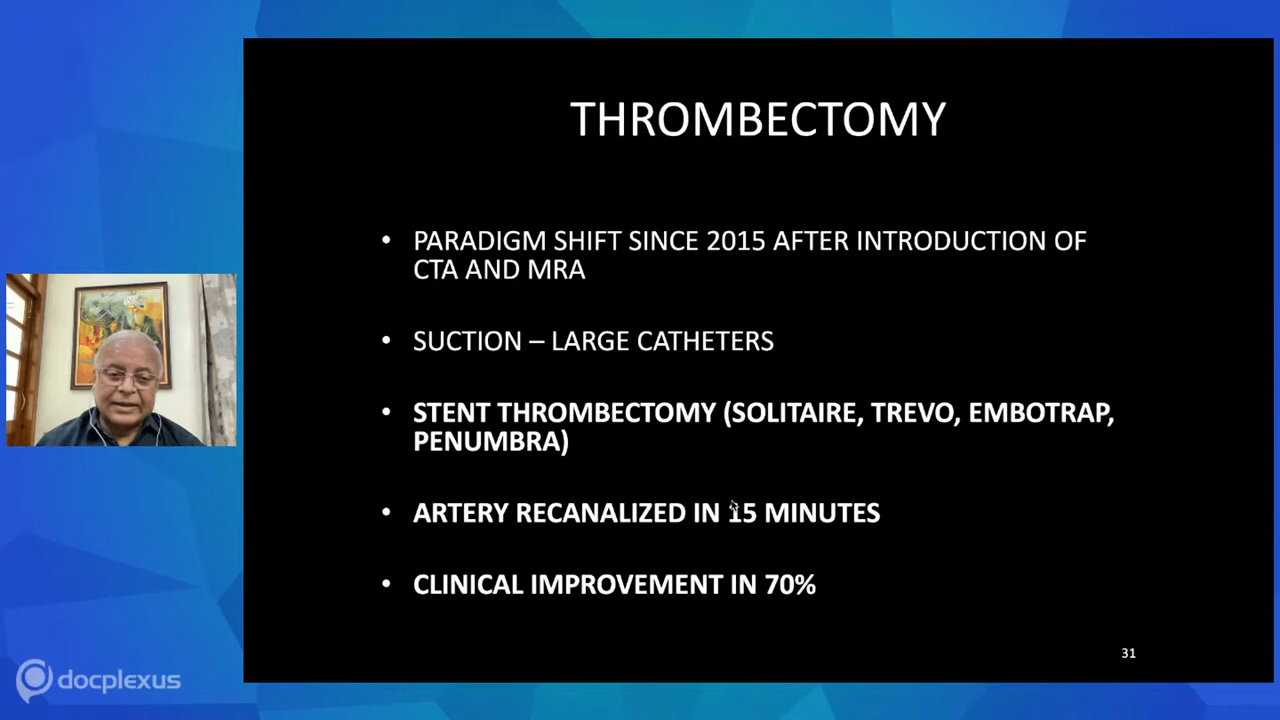 THROMBECTOMY
• PARADIGM SHIFT SINCE 2015 AFTER INTRODUCTION OF
CTA AND MRA
• SUCTION – LARGE CATHETERS
• STENT THROMBECTOMY (SOLITAIRE, TREVO, EMBOTRAP,
PENUMBRA)
• ARTERY RECANALIZED IN 15 MINUTES
• CLINICAL IMPROVEMENT IN 70%
31
docplexus